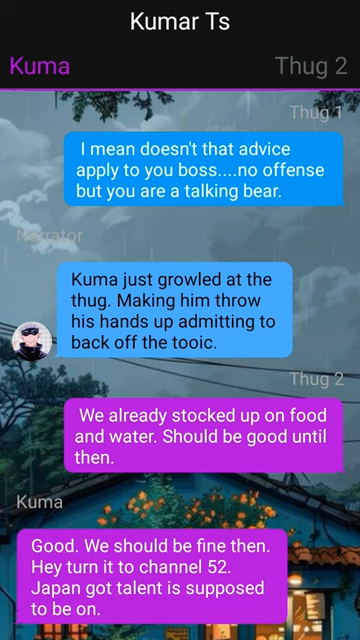 Kumar Ts
Kuma
Thug 2
Thug 1
I mean doesn't that advice
apply to you boss....no offense
but you are a talking bear.
Narrator
Kuma just growled at the
thug. Making him throw
his hands up admitting to
back off the tooic.
Thug 2
We already stocked up on food
and water. Should be good until
then.
Kuma
Good. We should be fine then.
Hey turn it to channel 52.
Japan got talent is supposed
to be on.